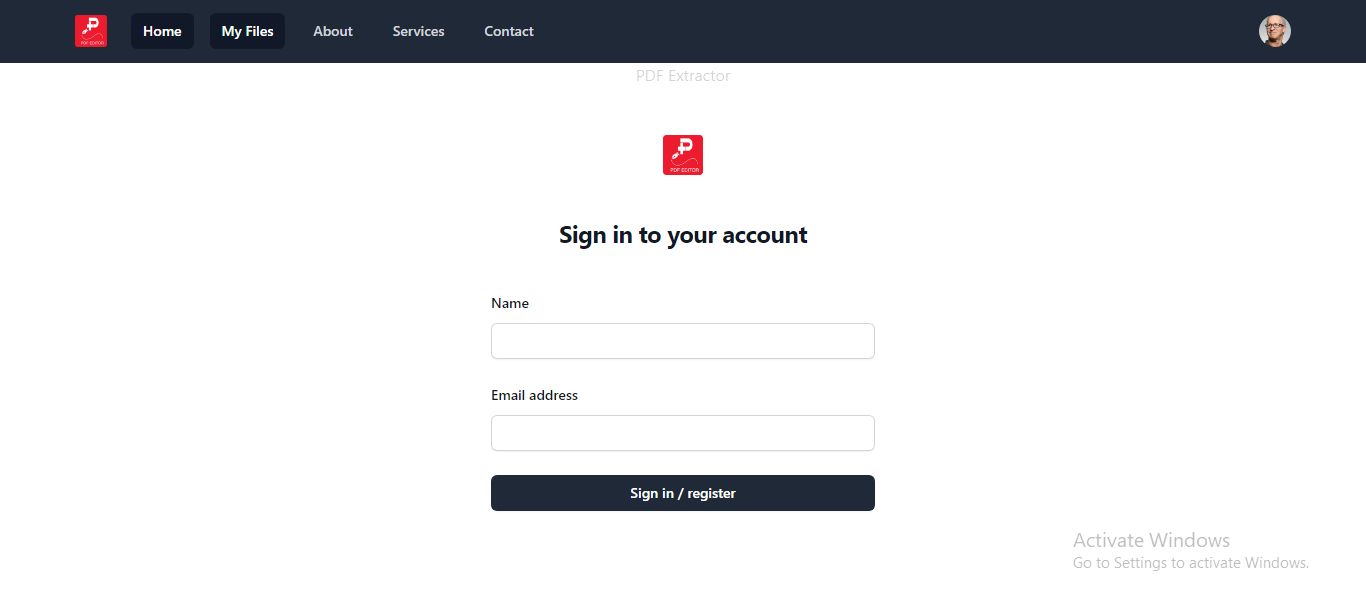 PDF EDITOR
Home My Files About Services Contact
PDF Extractor
PDF EDITOR
Sign in to your account
Name
Email address
Sign in / register
Activate Windows
Go to Settings to activate Windows.